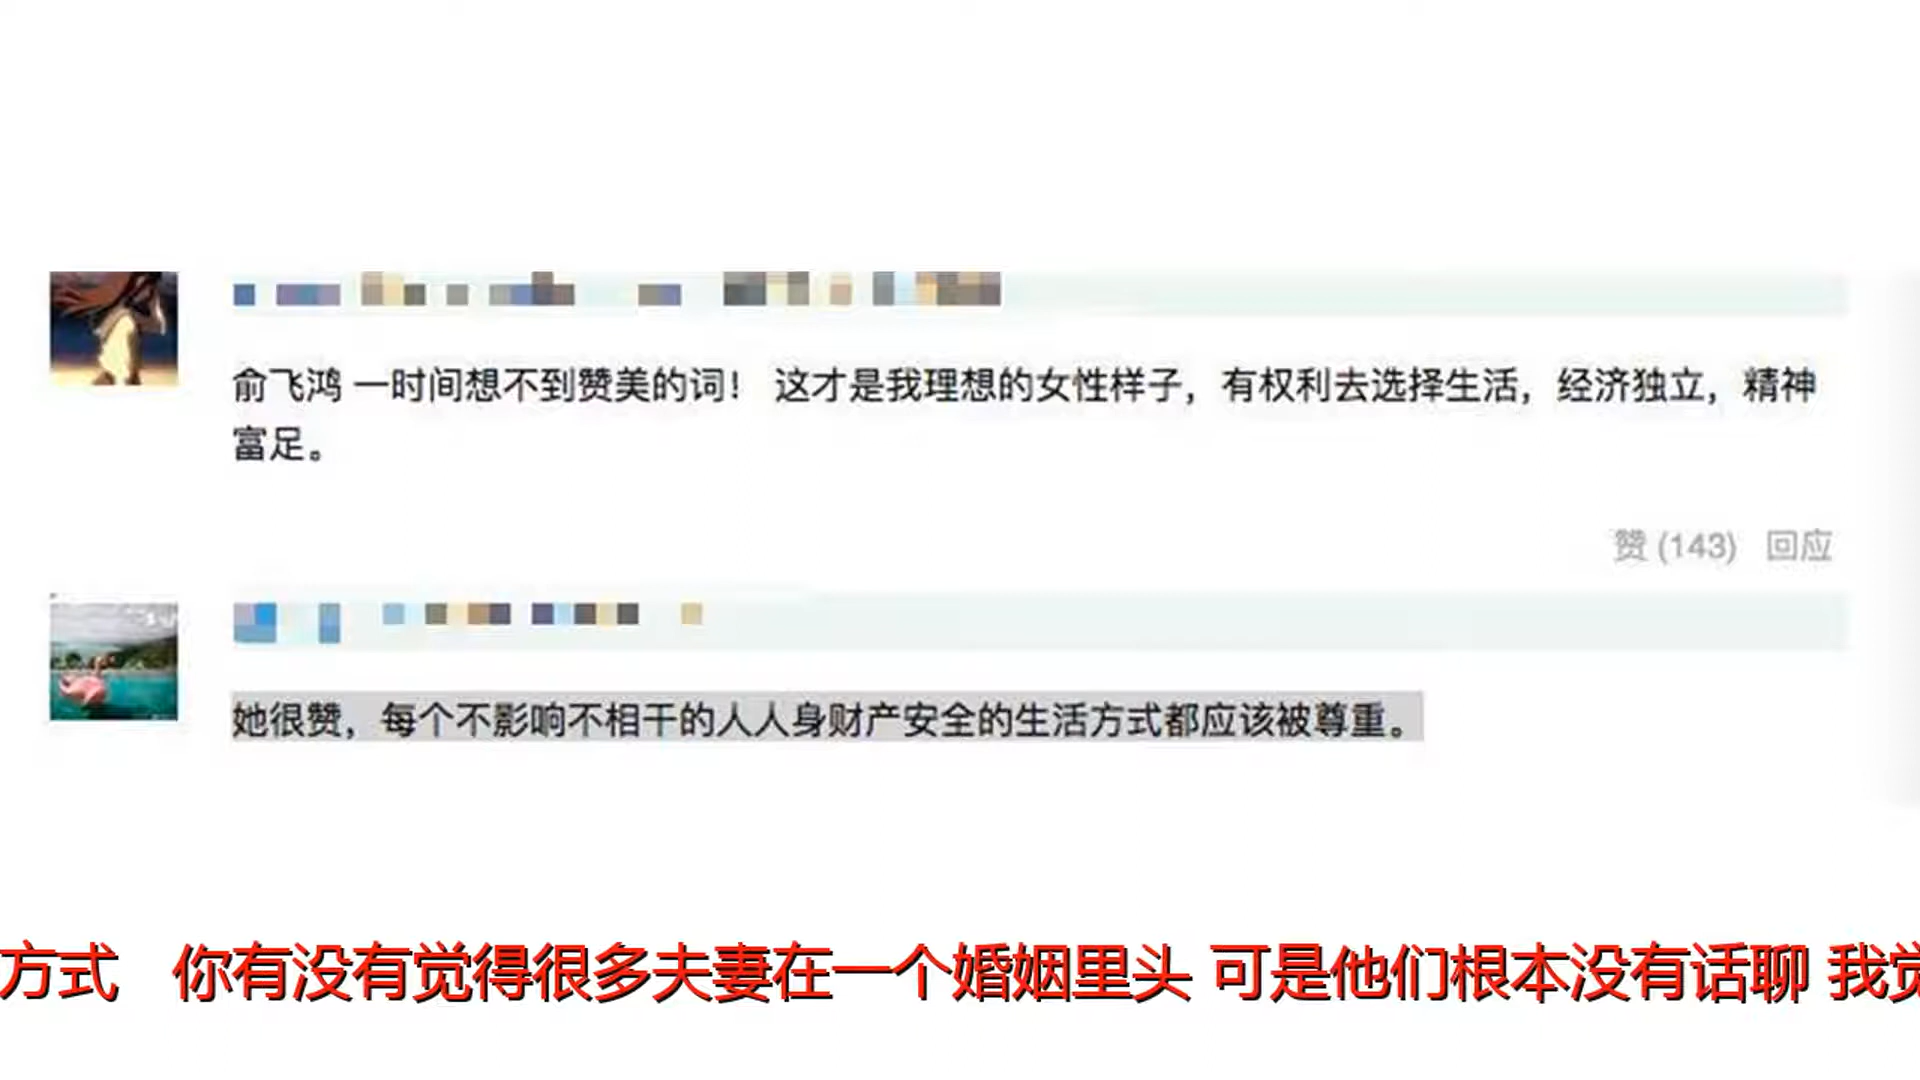 俞飞鸿 一时间想不到赞美的词！ 这才是我理想的女性样子，有权利去选择生活，经济独立，精神
富足。
赞 (143) 回应
她很赞，每个不影响不相干的人人身财产安全的生活方式都应该被尊重。
方式 你有没有觉得很多夫妻在一个婚姻里头 可是他们根本没有话聊 我觉